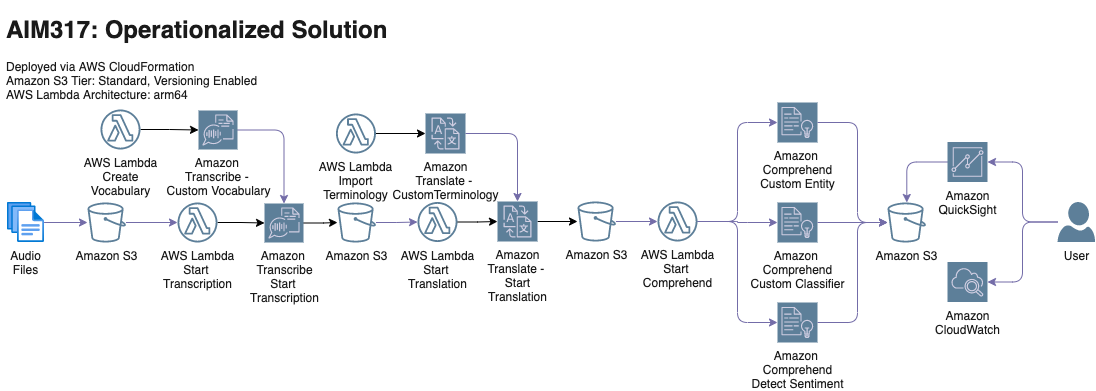 AIM317: Operationalized Solution
Deployed via AWS CloudFormation
Amazon S3 Tier: Standard, Versioning Enabled
AWS Lambda Architecture: arm64
AWS Lambda
Create
Vocabulary
Amazon
Transcribe -
Custom Vocabulary
AWS Lambda
Import
Terminology
Amazon
Translate -
CustomTerminology
Amazon
Comprehend
Custom Entity
Amazon
QuickSight
Audio
Files
Amazon S3
AWS Lambda
Start
Transcription
Amazon
Transcribe
Start
Transcription
Amazon S3
AWS Lambda
Start
Translation
Amazon
Translate -
Start
Translation
Amazon S3
AWS Lambda
Start
Comprehend
Amazon
Comprehend
Custom Classifier
Amazon S3
User
Amazon
CloudWatch
Amazon
Comprehend
Detect Sentiment